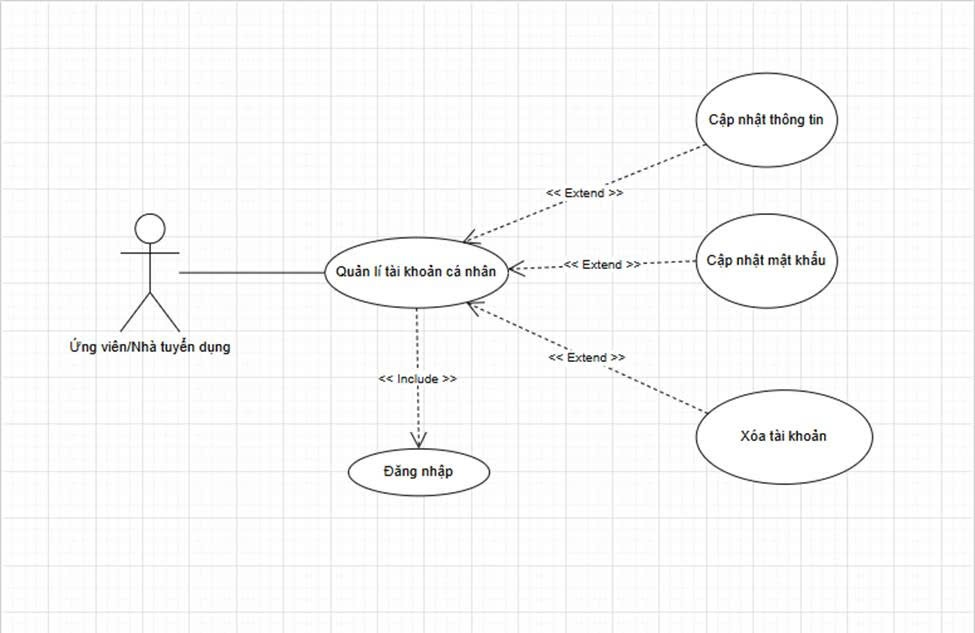 Cập nhật thông tin
<< Extend >>
Cập nhật mật khẩu
<< Extend >>
Quản lí tài khoản cá nhân
Ứng viên/Nhà tuyển dụng
<< Extend >>
<< Include >>
Xóa tài khoản
Đăng nhập